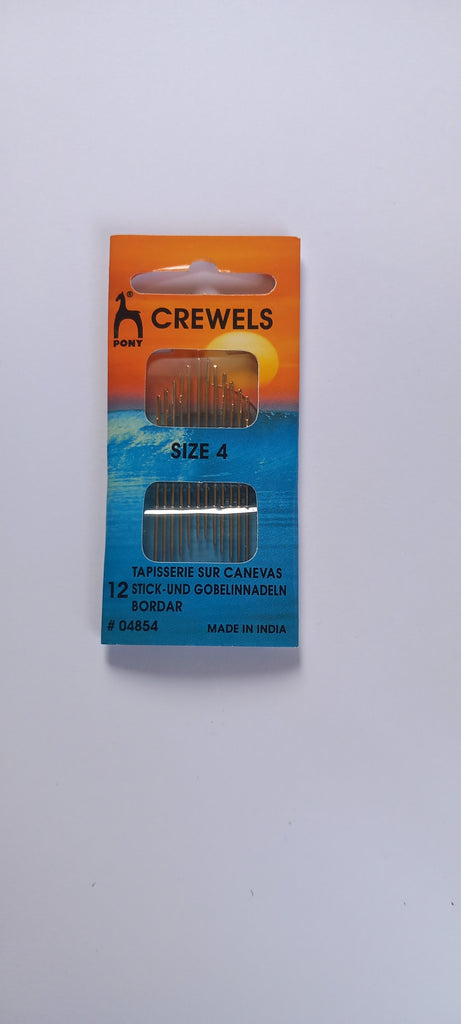 ®
CREWELS
PONY
SIZE 4
TAPISSERIE SUR CANEVAS
12 STICK-UND GOBELINNADELN
BORDAR
# 04854 MADE IN INDIA